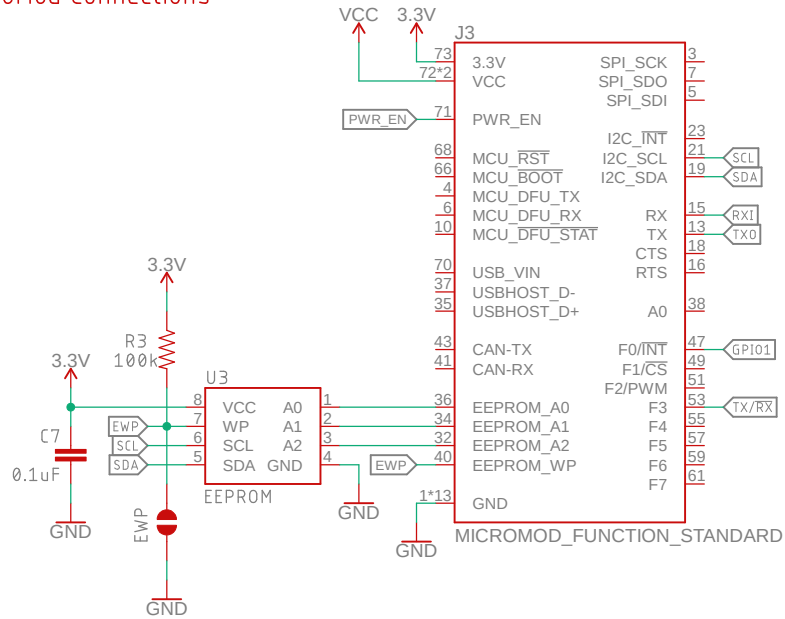 VCC 3.3V
J3
73 3.3V SPI_SCK 3
72*2 VCC SPI_SDO 7
SPI_SDI 5
PWR_EN 71 PWR_EN
I2C_INT 23
68 MCU_RST I2C_SCL 21 SCL
66 MCU_BOOT I2C_SDA 19 SDA
4 MCU_DFU_TX
6 MCU_DFU_RX RX 15 RXI
10 MCU_DFU_STAT TX 13 TXO
CTS 18
70 USB_VIN RTS 16
37 USBHOST_D-
35 USBHOST_D+ A0 38
43 CAN-TX F0/INT 47 GPIO1
41 CAN-RX F1/CS 49
F2/PWM 51
36 EEPROM_A0 F3 53 TX/RX
34 EEPROM_A1 F4 55
32 EEPROM_A2 F5 57
EWP 40 EEPROM_WP F6 59
F7 61
1*13 GND
GND
MICROMOD_FUNCTION_STANDARD
3.3V
R3
100k
3.3V
U3
8 VCC A0 1
EWP 7 WP A1 2
SCL 6 SCL A2 3
SDA 5 SDA GND 4
EEPROM
C7
0.1uF
GND
GND
EWP
GND